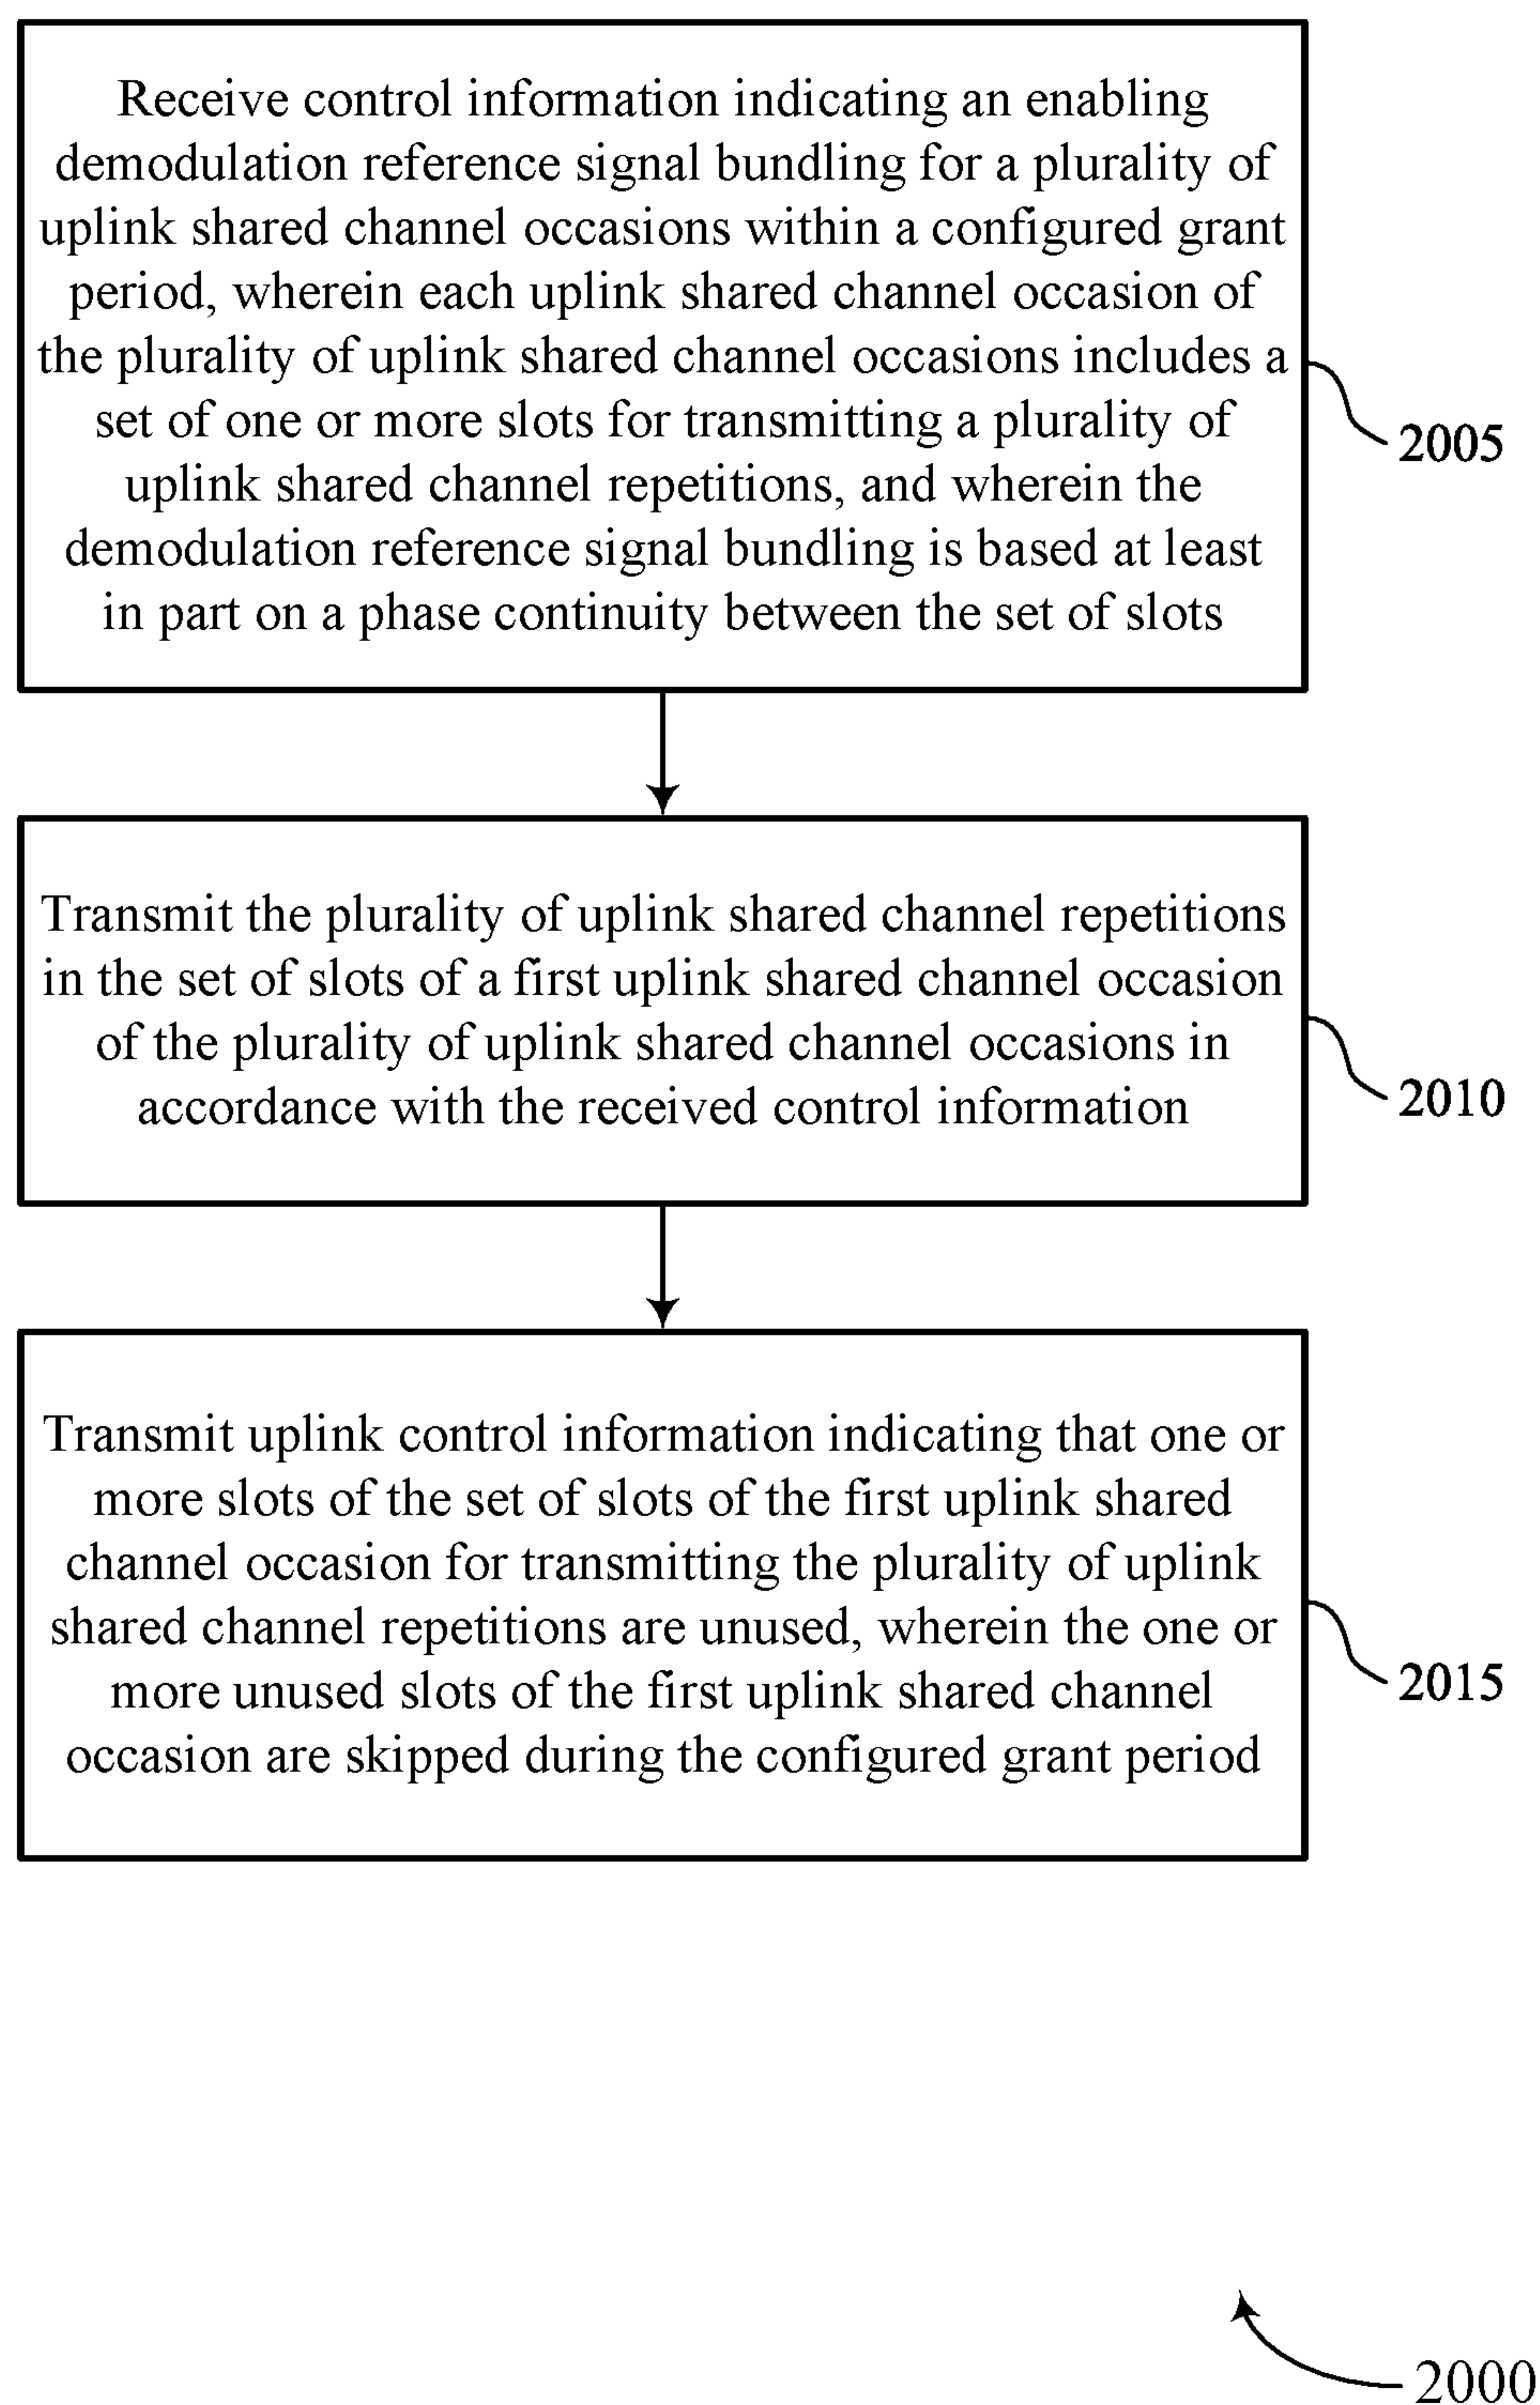 Receive control information indicating an enabling
demodulation reference signal bundling for a plurality of
uplink shared channel occasions within a configured grant
period, wherein each uplink shared channel occasion of
the plurality of uplink shared channel occasions includes a
set of one or more slots for transmitting a plurality of
uplink shared channel repetitions, and wherein the
demodulation reference signal bundling is based at least
in part on a phase continuity between the set of slots
2005
Transmit the plurality of uplink shared channel repetitions
in the set of slots of a first uplink shared channel occasion
of the plurality of uplink shared channel occasions in
accordance with the received control information
2010
Transmit uplink control information indicating that one or
more slots of the set of slots of the first uplink shared
channel occasion for transmitting the plurality of uplink
shared channel repetitions are unused, wherein the one or
more unused slots of the first uplink shared channel
occasion are skipped during the configured grant period
2015
2000